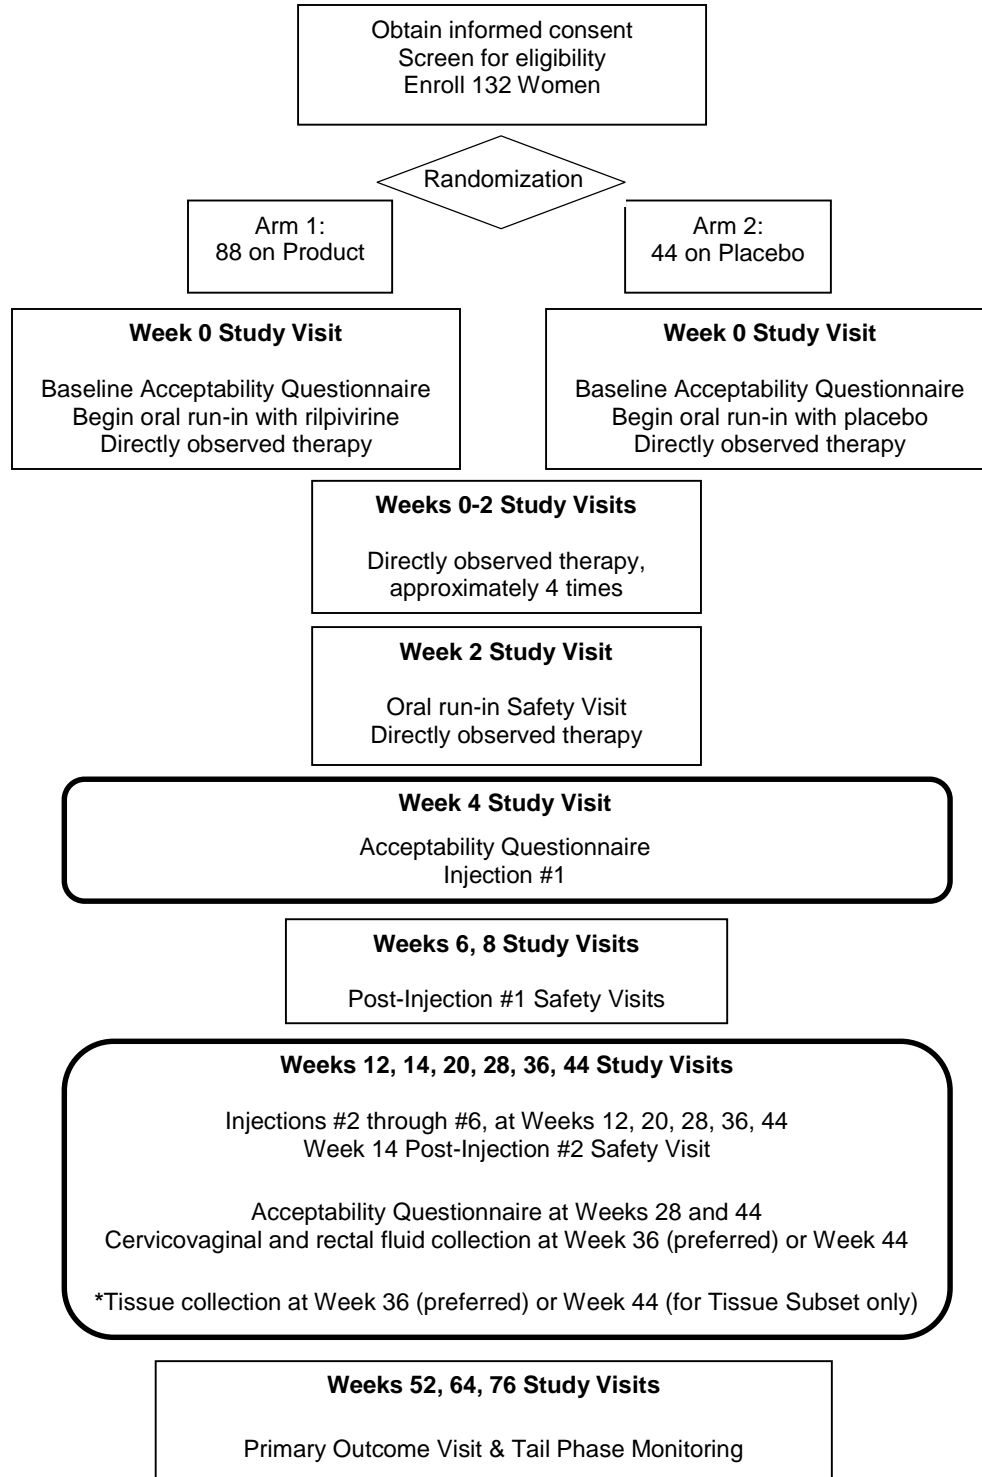 Obtain informed consent
Screen for eligibility
Enroll 132 Women
Randomization
Arm 1:
88 on Product
Arm 2:
44 on Placebo
Week 0 Study Visit
Baseline Acceptability Questionnaire
Begin oral run-in with rilpivirine
Directly observed therapy
Week 0 Study Visit
Baseline Acceptability Questionnaire
Begin oral run-in with placebo
Directly observed therapy
Weeks 0-2 Study Visits
Directly observed therapy,
approximately 4 times
Week 2 Study Visit
Oral run-in Safety Visit
Directly observed therapy
Week 4 Study Visit
Acceptability Questionnaire
Injection #1
Weeks 6, 8 Study Visits
Post-Injection #1 Safety Visits
Weeks 12, 14, 20, 28, 36, 44 Study Visits
Injections #2 through #6, at Weeks 12, 20, 28, 36, 44
Week 14 Post-Injection #2 Safety Visit
Acceptability Questionnaire at Weeks 28 and 44
Cervicovaginal and rectal fluid collection at Week 36 (preferred) or Week 44
*Tissue collection at Week 36 (preferred) or Week 44 (for Tissue Subset only)
Weeks 52, 64, 76 Study Visits
Primary Outcome Visit & Tail Phase Monitoring